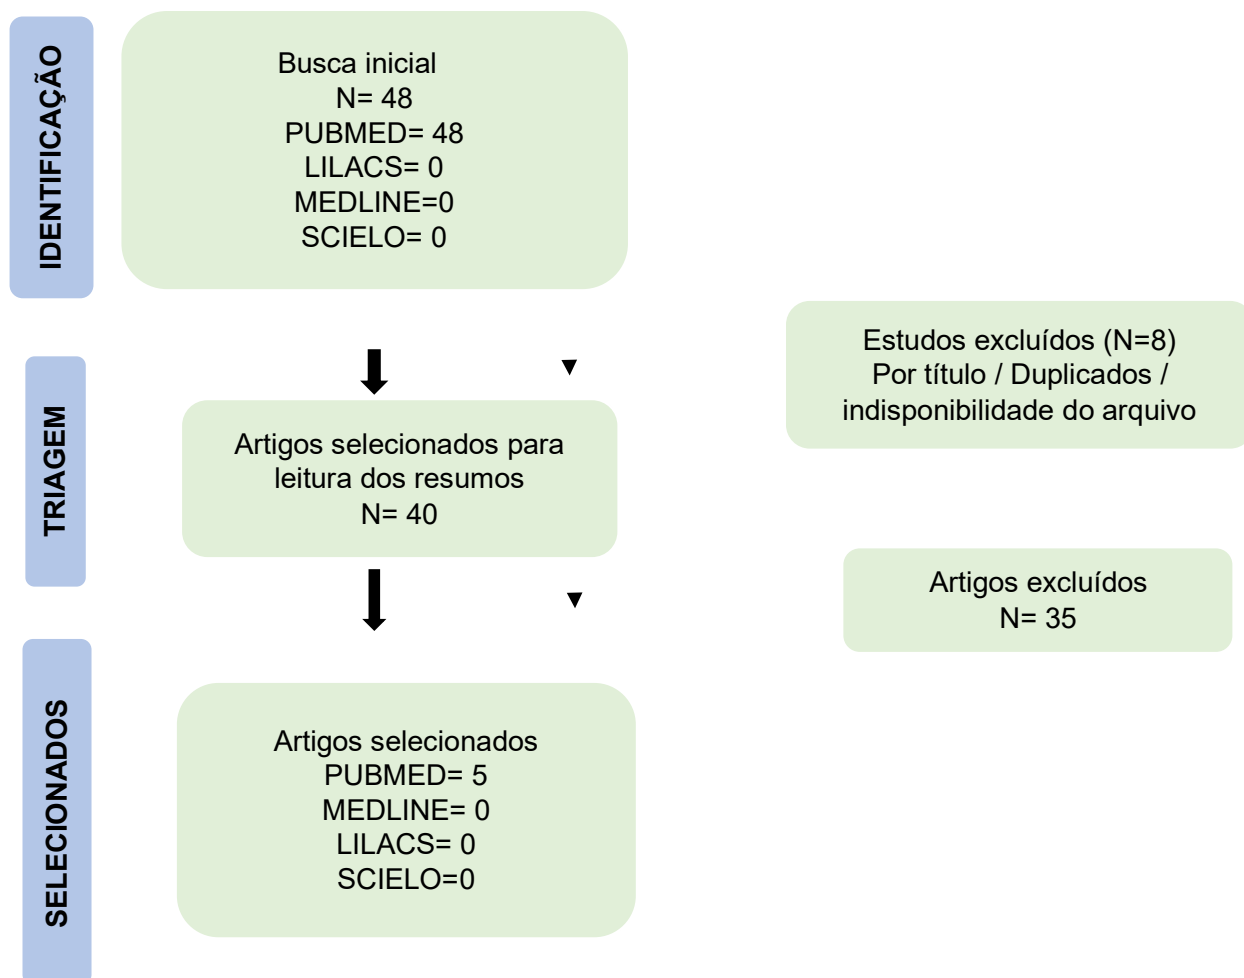 IDENTIFICAÇÃO
Busca inicial
N= 48
PUBMED= 48
LILACS= 0
MEDLINE=0
SCIELO= 0
Estudos excluídos (N=8)
Por título / Duplicados /
indisponibilidade do arquivo
TRIAGEM
Artigos selecionados para
leitura dos resumos
N= 40
Artigos excluídos
N= 35
SELECIONADOS
Artigos selecionados
PUBMED= 5
MEDLINE= 0
LILACS= 0
SCIELO=0